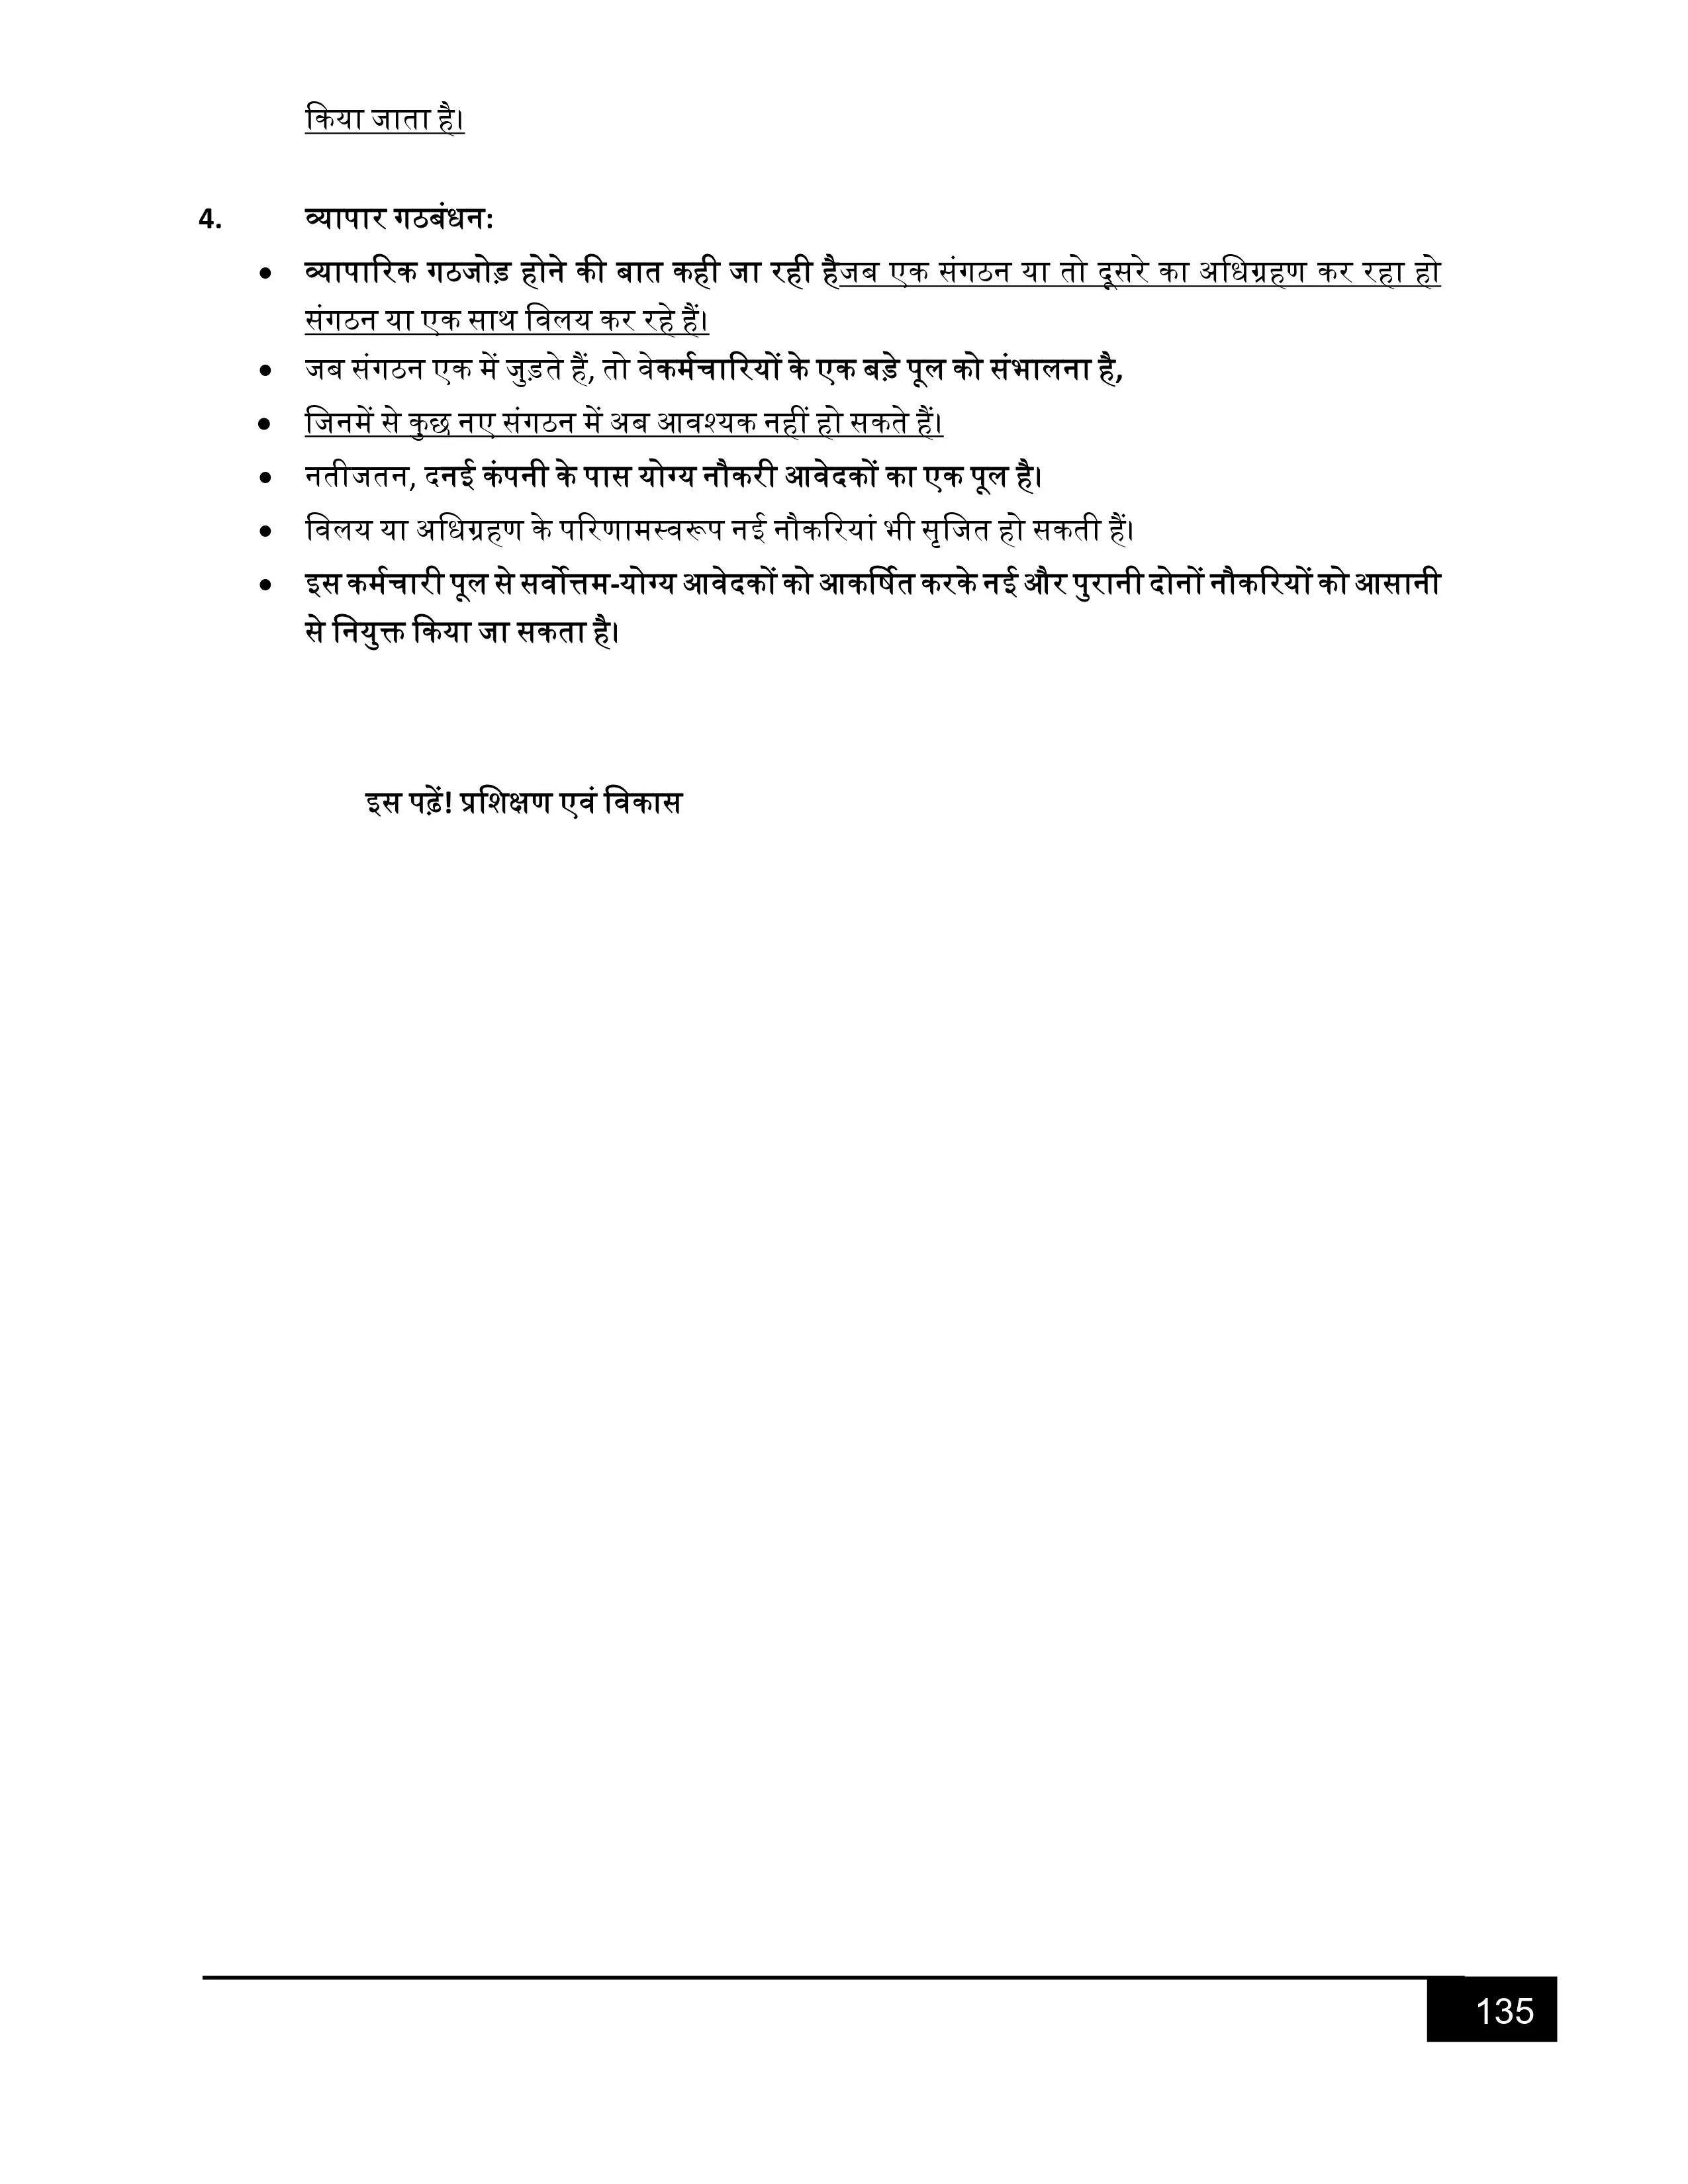 किया जाता है।
4. व्यापार गठबंधन:
• व्यापारिक गठजोड़ होने की बात कही जा रही हैजब एक संगठन या तो दूसरे का अधिग्रहण कर रहा हो
संगठन या एक साथ विलय कर रहे हैं।
• जब संगठन एक में जुड़ते हैं, तो वेकर्मचारियों के एक बड़े पूल को संभालना है,
• जिनमें से कुछ नए संगठन में अब आवश्यक नहीं हो सकते हैं।
• नतीजतन, दनई कंपनी के पास योग्य नौकरी आवेदकों का एक पूल है।
• विलय या अधिग्रहण के परिणामस्वरूप नई नौकरियां भी सृजित हो सकती हैं।
• इस कर्मचारी पूल से सर्वोत्तम-योग्य आवेदकों को आकर्षित करके नई और पुरानी दोनों नौकरियों को आसानी
से नियुक्त किया जा सकता है।
इस पढ़ें! प्रशिक्षण एवं विकास
135